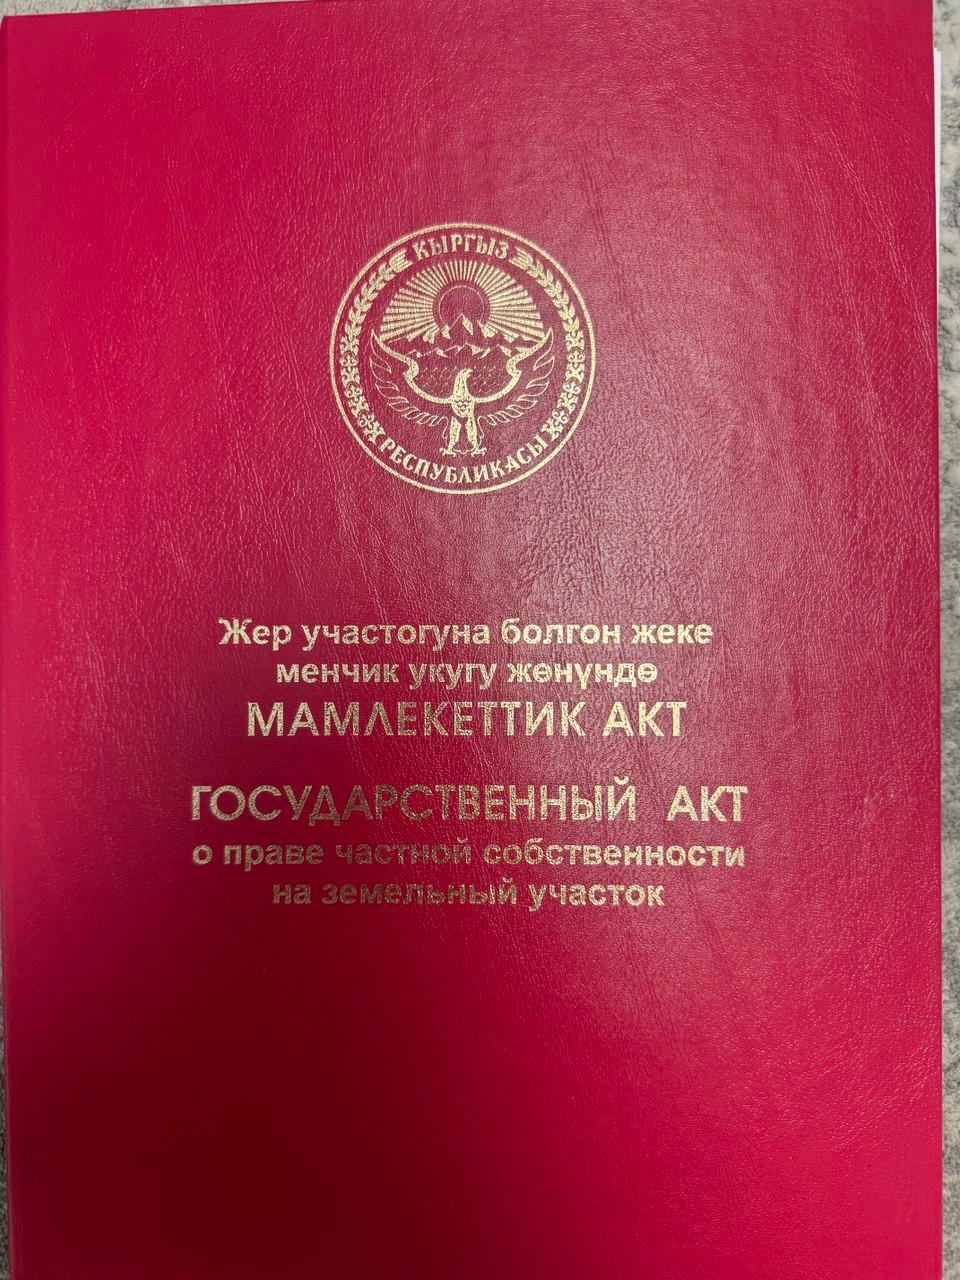 КЫРГЫЗ
РЕСПУБЛИКАСЫ
Жер участогуна болгон жеке
менчик укугу жөнүндө
МАМЛЕКЕТТИК АКТ
ГОСУДАРСТВЕННЫЙ АКТ
о праве частной собственности
на земельный участок